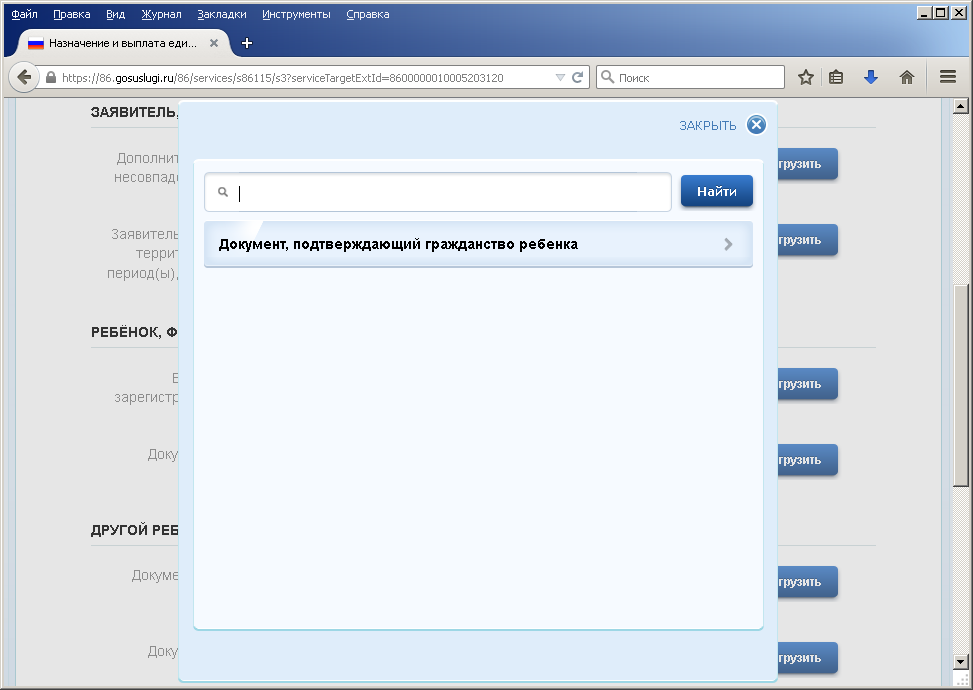 Файл Правка Вид Журнал Закладки Инструменты Справка
Назначение и выплата еди...
https://86.gosuslugi.ru/86/services/s86115/s3?serviceTargetExtId=8600000010005203120
Поиск
ЗАЯВИТЕЛЬ,
ЗАКРЫТЬ
Дополнит
несовпад
грузить
Найти
Заявитель
террит
период(ы),
грузить
Документ, подтверждающий гражданство ребенка
РЕБЁНОК, Ф
В
зарегистр
грузить
Доку
грузить
ДРУГОЙ РЕБ
Докуме
грузить
Доку
грузить